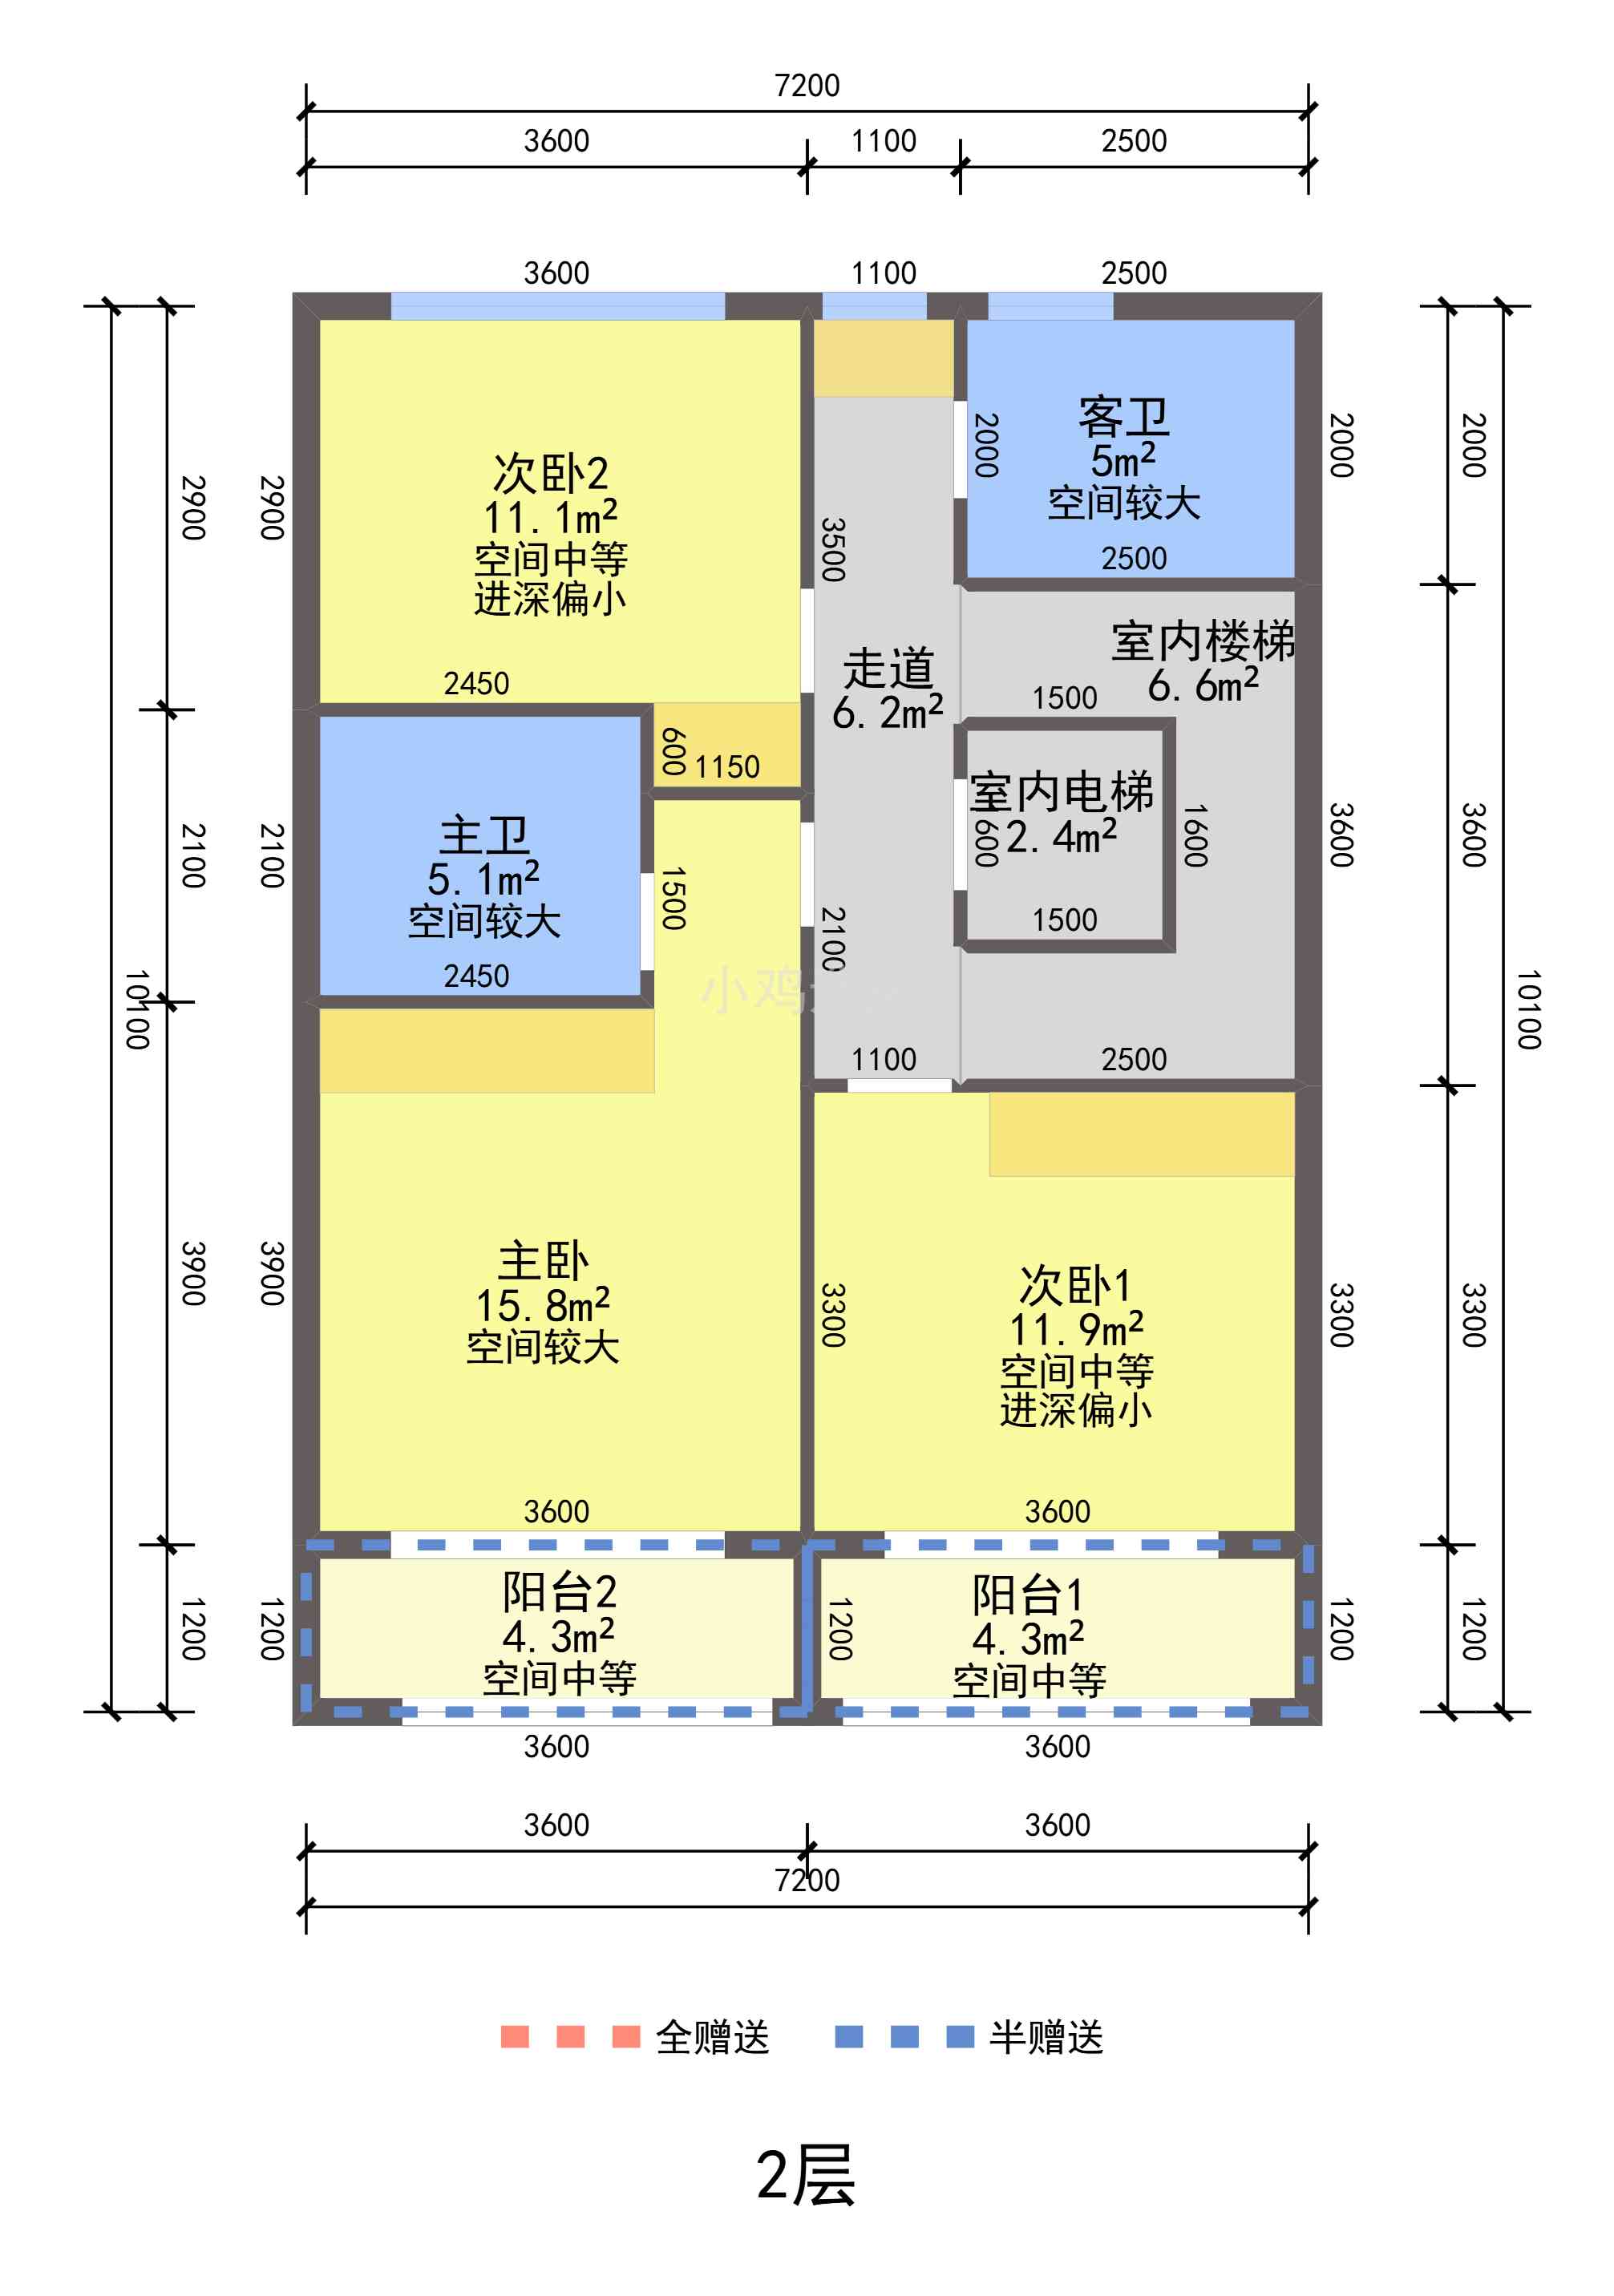 7200
3600 1100 2500
3600 1100 2500
次卧2
11.1m²
空间中等
进深偏小
客卫
5m²
空间较大
2500
2000
2000
2000
2900
2900
3500
走道
6.2m²
室内楼梯
6.6m²
2450
600
1150
1500
主卫
5.1m²
空间较大
2450
2100
2100
1500
室内电梯
2.4m²
600
1600
1500
3600
3600
2100
小鸡
10100
10100
1100
2500
主卧
15.8m²
空间较大
3900
3900
次卧1
11.9m²
空间中等
进深偏小
3300
3300
3300
3600
3600
阳台2
4.3m²
空间中等
阳台1
4.3m²
空间中等
1200
1200
1200
1200
1200
3600 3600
3600 3600
7200
全赠送 半赠送
2层